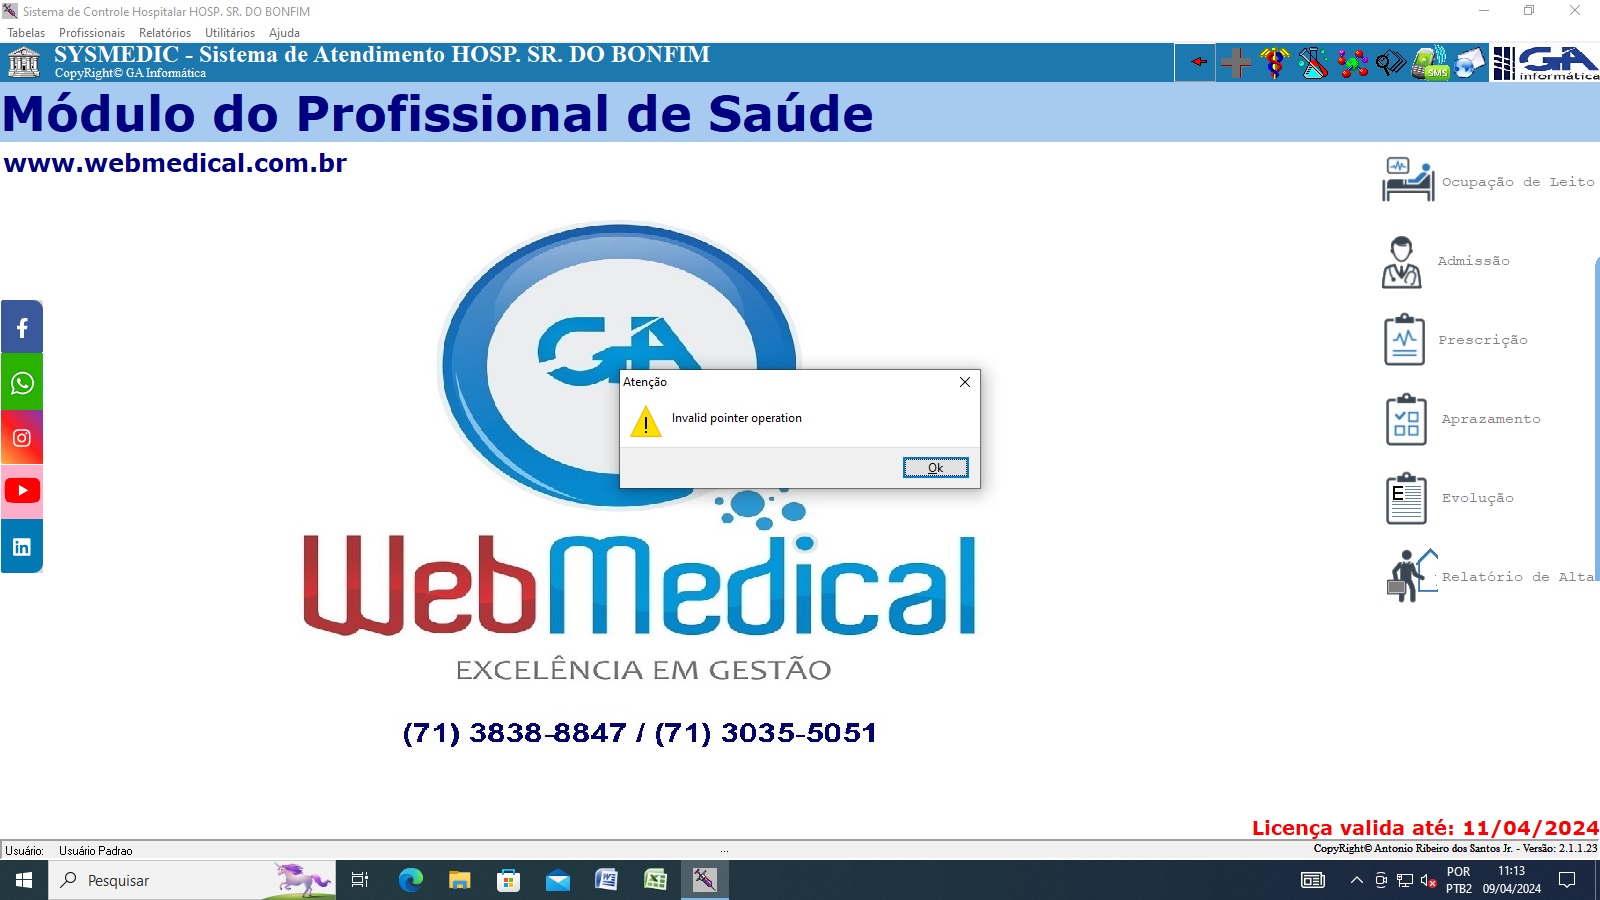 Sistema de Controle Hospitalar HOSP. SR. DO BONFIM
Tabelas Profissionais Relatórios Utilitários Ajuda
SYSMEDIC - Sistema de Atendimento HOSP. SR. DO BONFIM
CopyRight© GA Informática
SMS
GA
informática
Módulo do Profissional de Saúde
www.webmedical.com.br
Ocupação de Leito
Admissão
Prescrição
Aprazamento
E
Evolução
Relatório de Alta
GA
Atenção
Invalid pointer operation
Ok
WebMedical
EXCELÊNCIA EM GESTÃO
(71) 3838-8847 / (71) 3035-5051
Licença valida até: 11/04/2024
Usuário: Usuário Padrao
...
CopyRight© Antonio Ribeiro dos Santos Jr. - Versão: 2.1.1.23
Pesquisar
POR
PTB2
11:13
09/04/2024